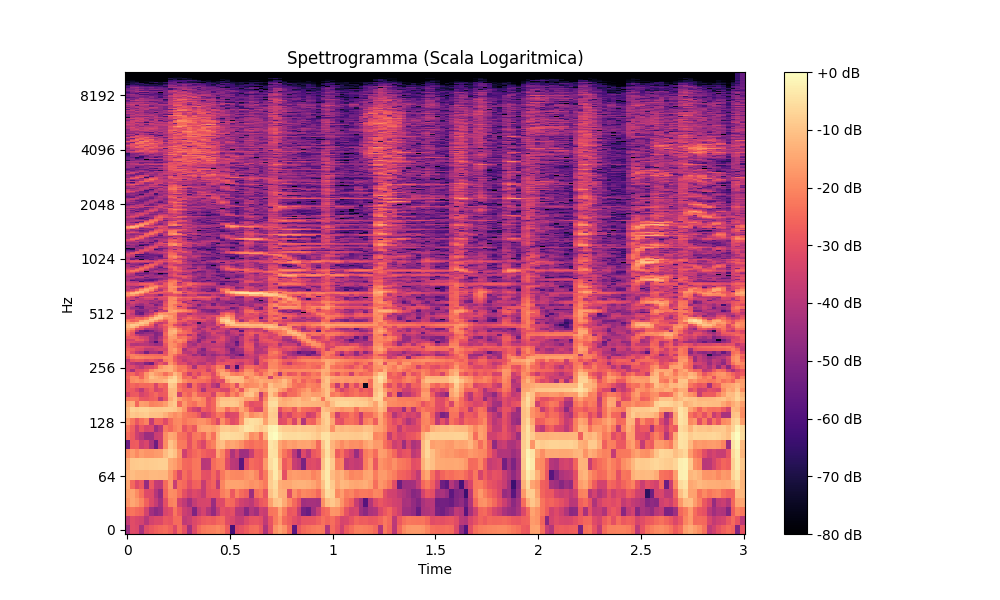 Spettrogramma (Scala Logaritmica)
Hz
8192
4096
2048
1024
512
256
128
64
0
0 0.5 1 1.5 2 2.5 3
Time
+0 dB
-10 dB
-20 dB
-30 dB
-40 dB
-50 dB
-60 dB
-70 dB
-80 dB